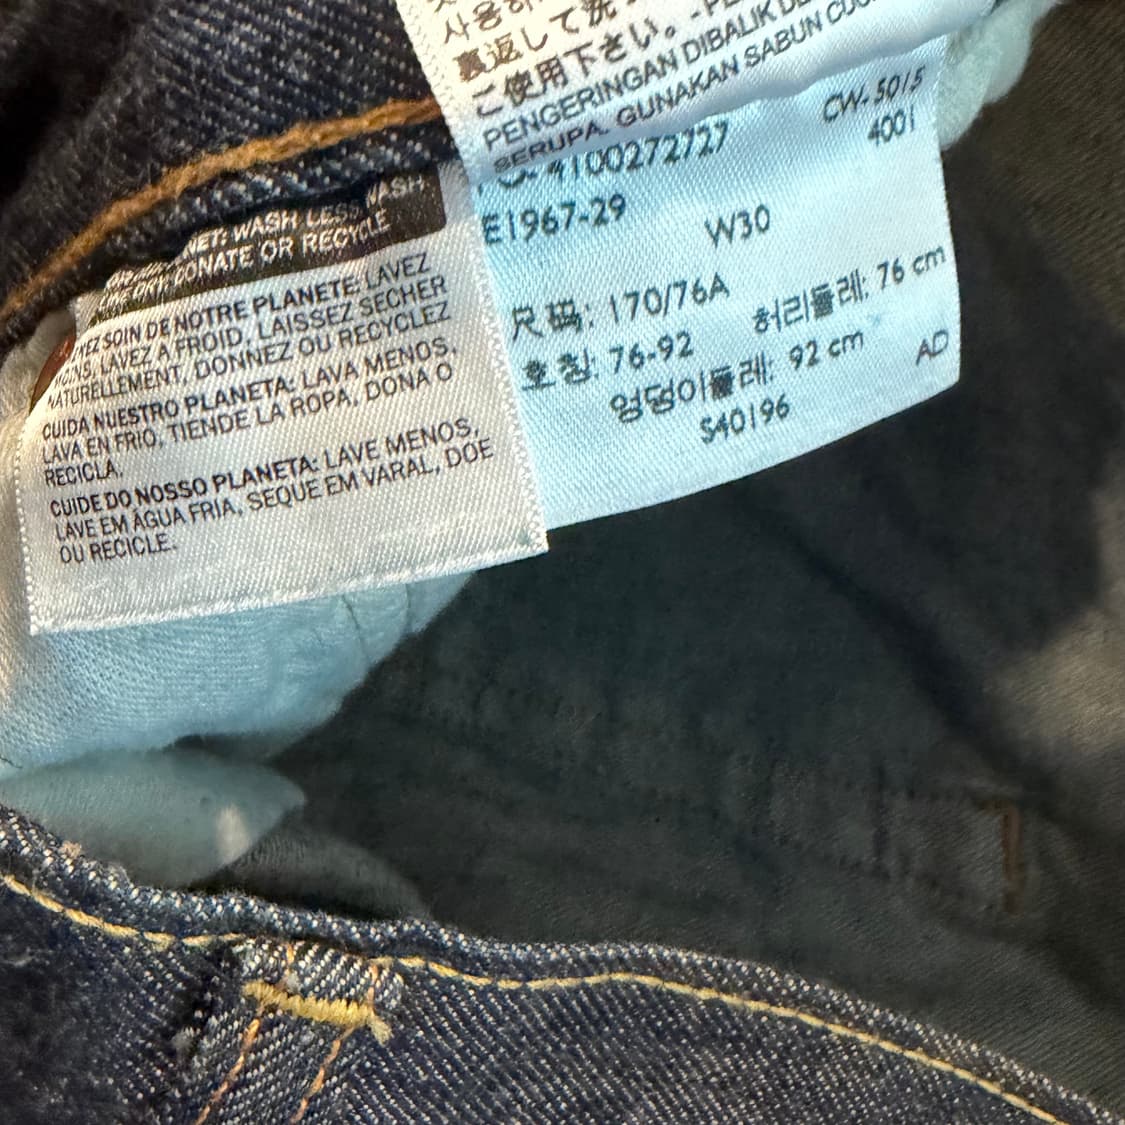 사용하
裏返して洗
ご使用下さい。-PE
PENGERINGAN DIBALIK
SERUPA. GUNAKAN SABUN
4100272727
CW-5015
4001
E1967-29
W30
尺码: 170/76A
허리둘레: 76 cm
호칭: 76-92
엉덩이둘레: 92 cm
AD
S40196
NET: WASH LESS WASH
LINE DRY, DONATE OR RECYCLE
NEZ SOIN DE NOTRE PLANETE: LAVEZ
MOINS, LAVEZ A FROID, LAISSEZ SECHER
NATURELLEMENT, DONNEZ OU RECYCLEZ
CUIDA NUESTRO PLANETA: LAVA MENOS,
LAVA EN FRIO, TIENDE LA ROPA, DONA O
RECICLA.
CUIDE DO NOSSO PLANETA: LAVE MENOS,
LAVE EM ÁGUA FRIA, SEQUE EM VARAL, DOE
OU RECICLE.